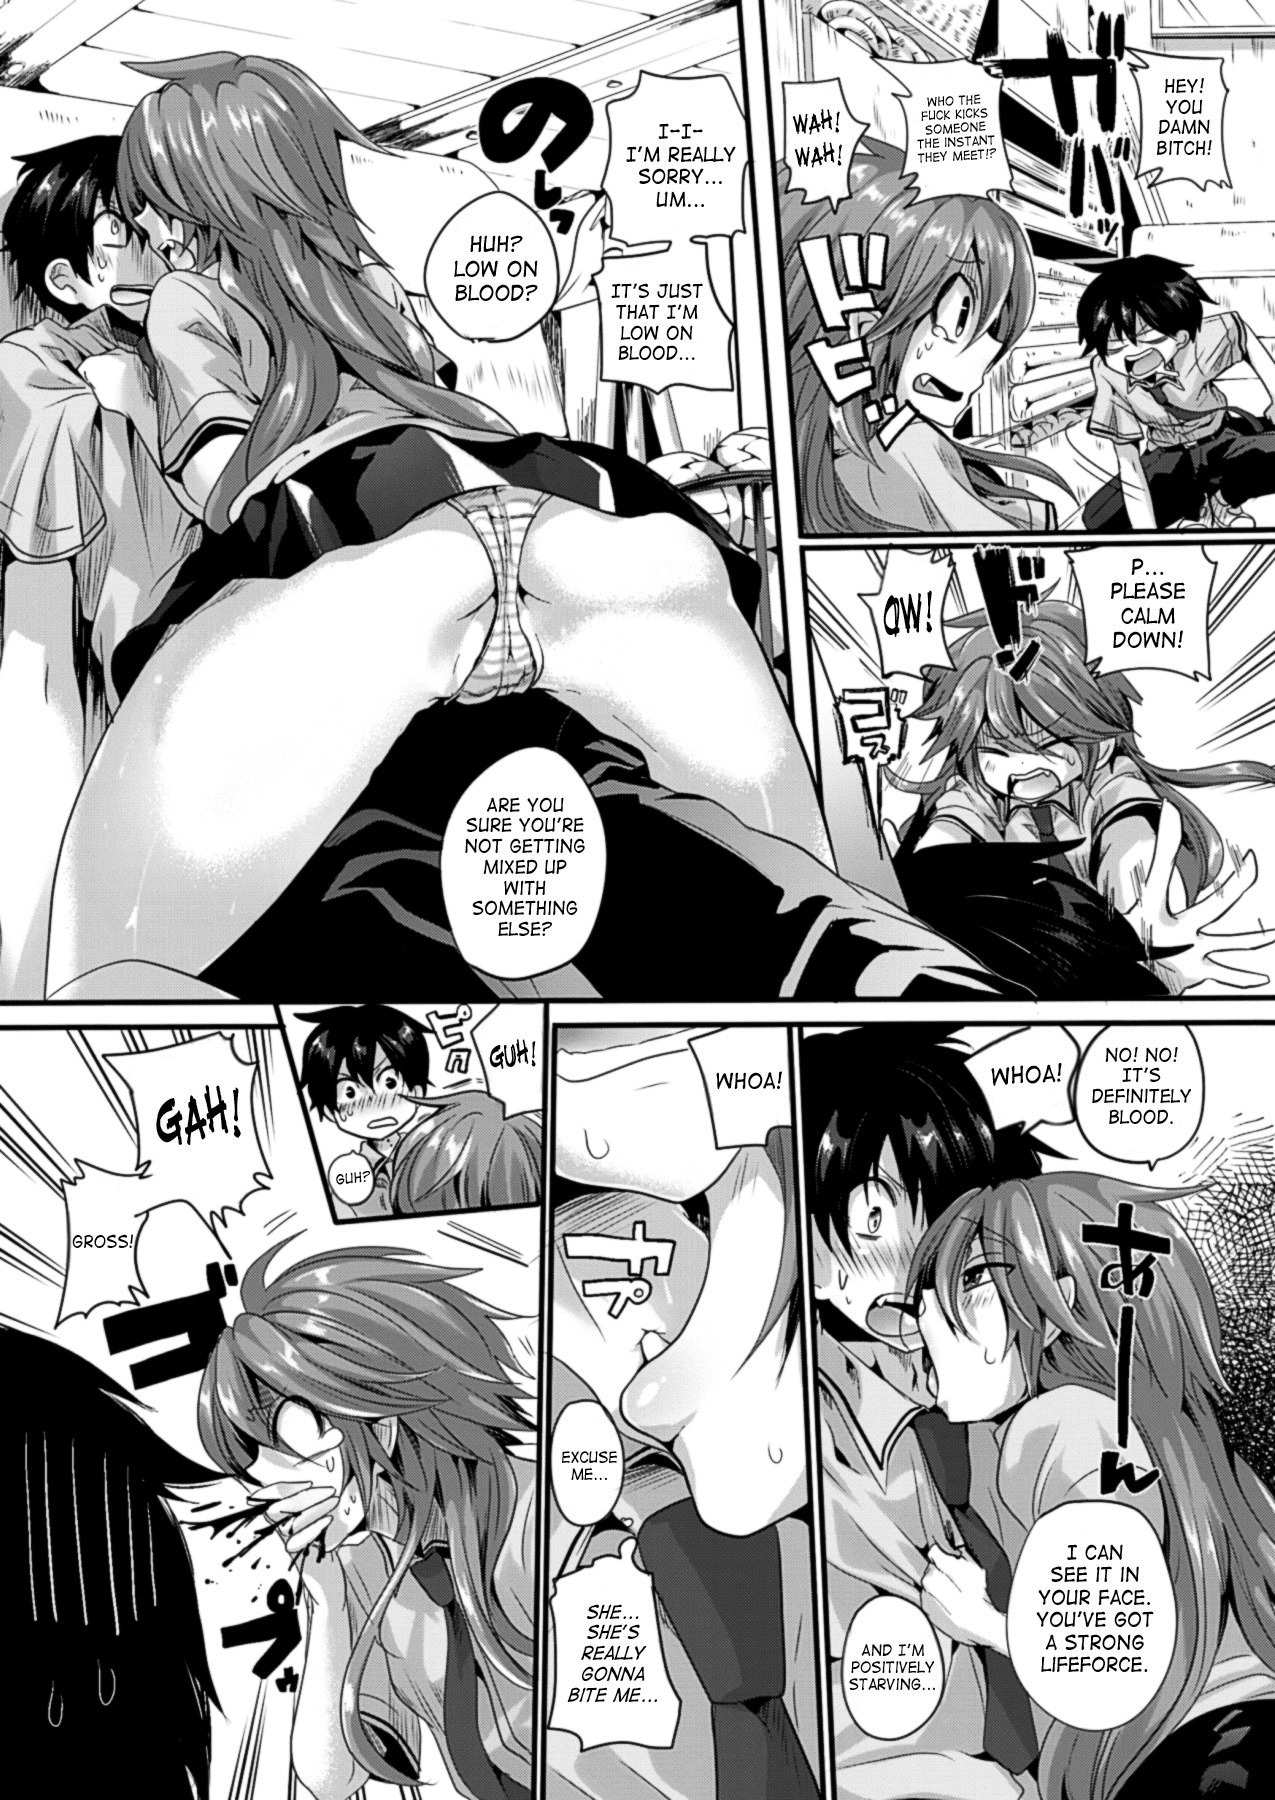 HEY!
YOU
DAMN
BITCH!
WHO THE
FUCK KICKS
SOMEONE
THE INSTANT
THEY MEET!?
WAH!
WAH!
P...
PLEASE
CALM
DOWN!
OW!
I-I-
I'M REALLY
SORRY...
UM...
IT'S JUST
THAT I'M
LOW ON
BLOOD...
の
HUH?
LOW ON
BLOOD?
ARE YOU
SURE YOU'RE
NOT GETTING
MIXED UP
WITH
SOMETHING
ELSE?
NO! NO!
IT'S
DEFINITELY
BLOOD.
WHOA!
あーん
I CAN
SEE IT IN
YOUR FACE.
YOU'VE GOT
A STRONG
LIFEFORCE.
AND I'M
POSITIVELY
STARVING...
WHOA!
EXCUSE
ME...
SHE...
SHE'S
REALLY
GONNA
BITE ME...
GUH!
GUH?
GAH!
GROSS!